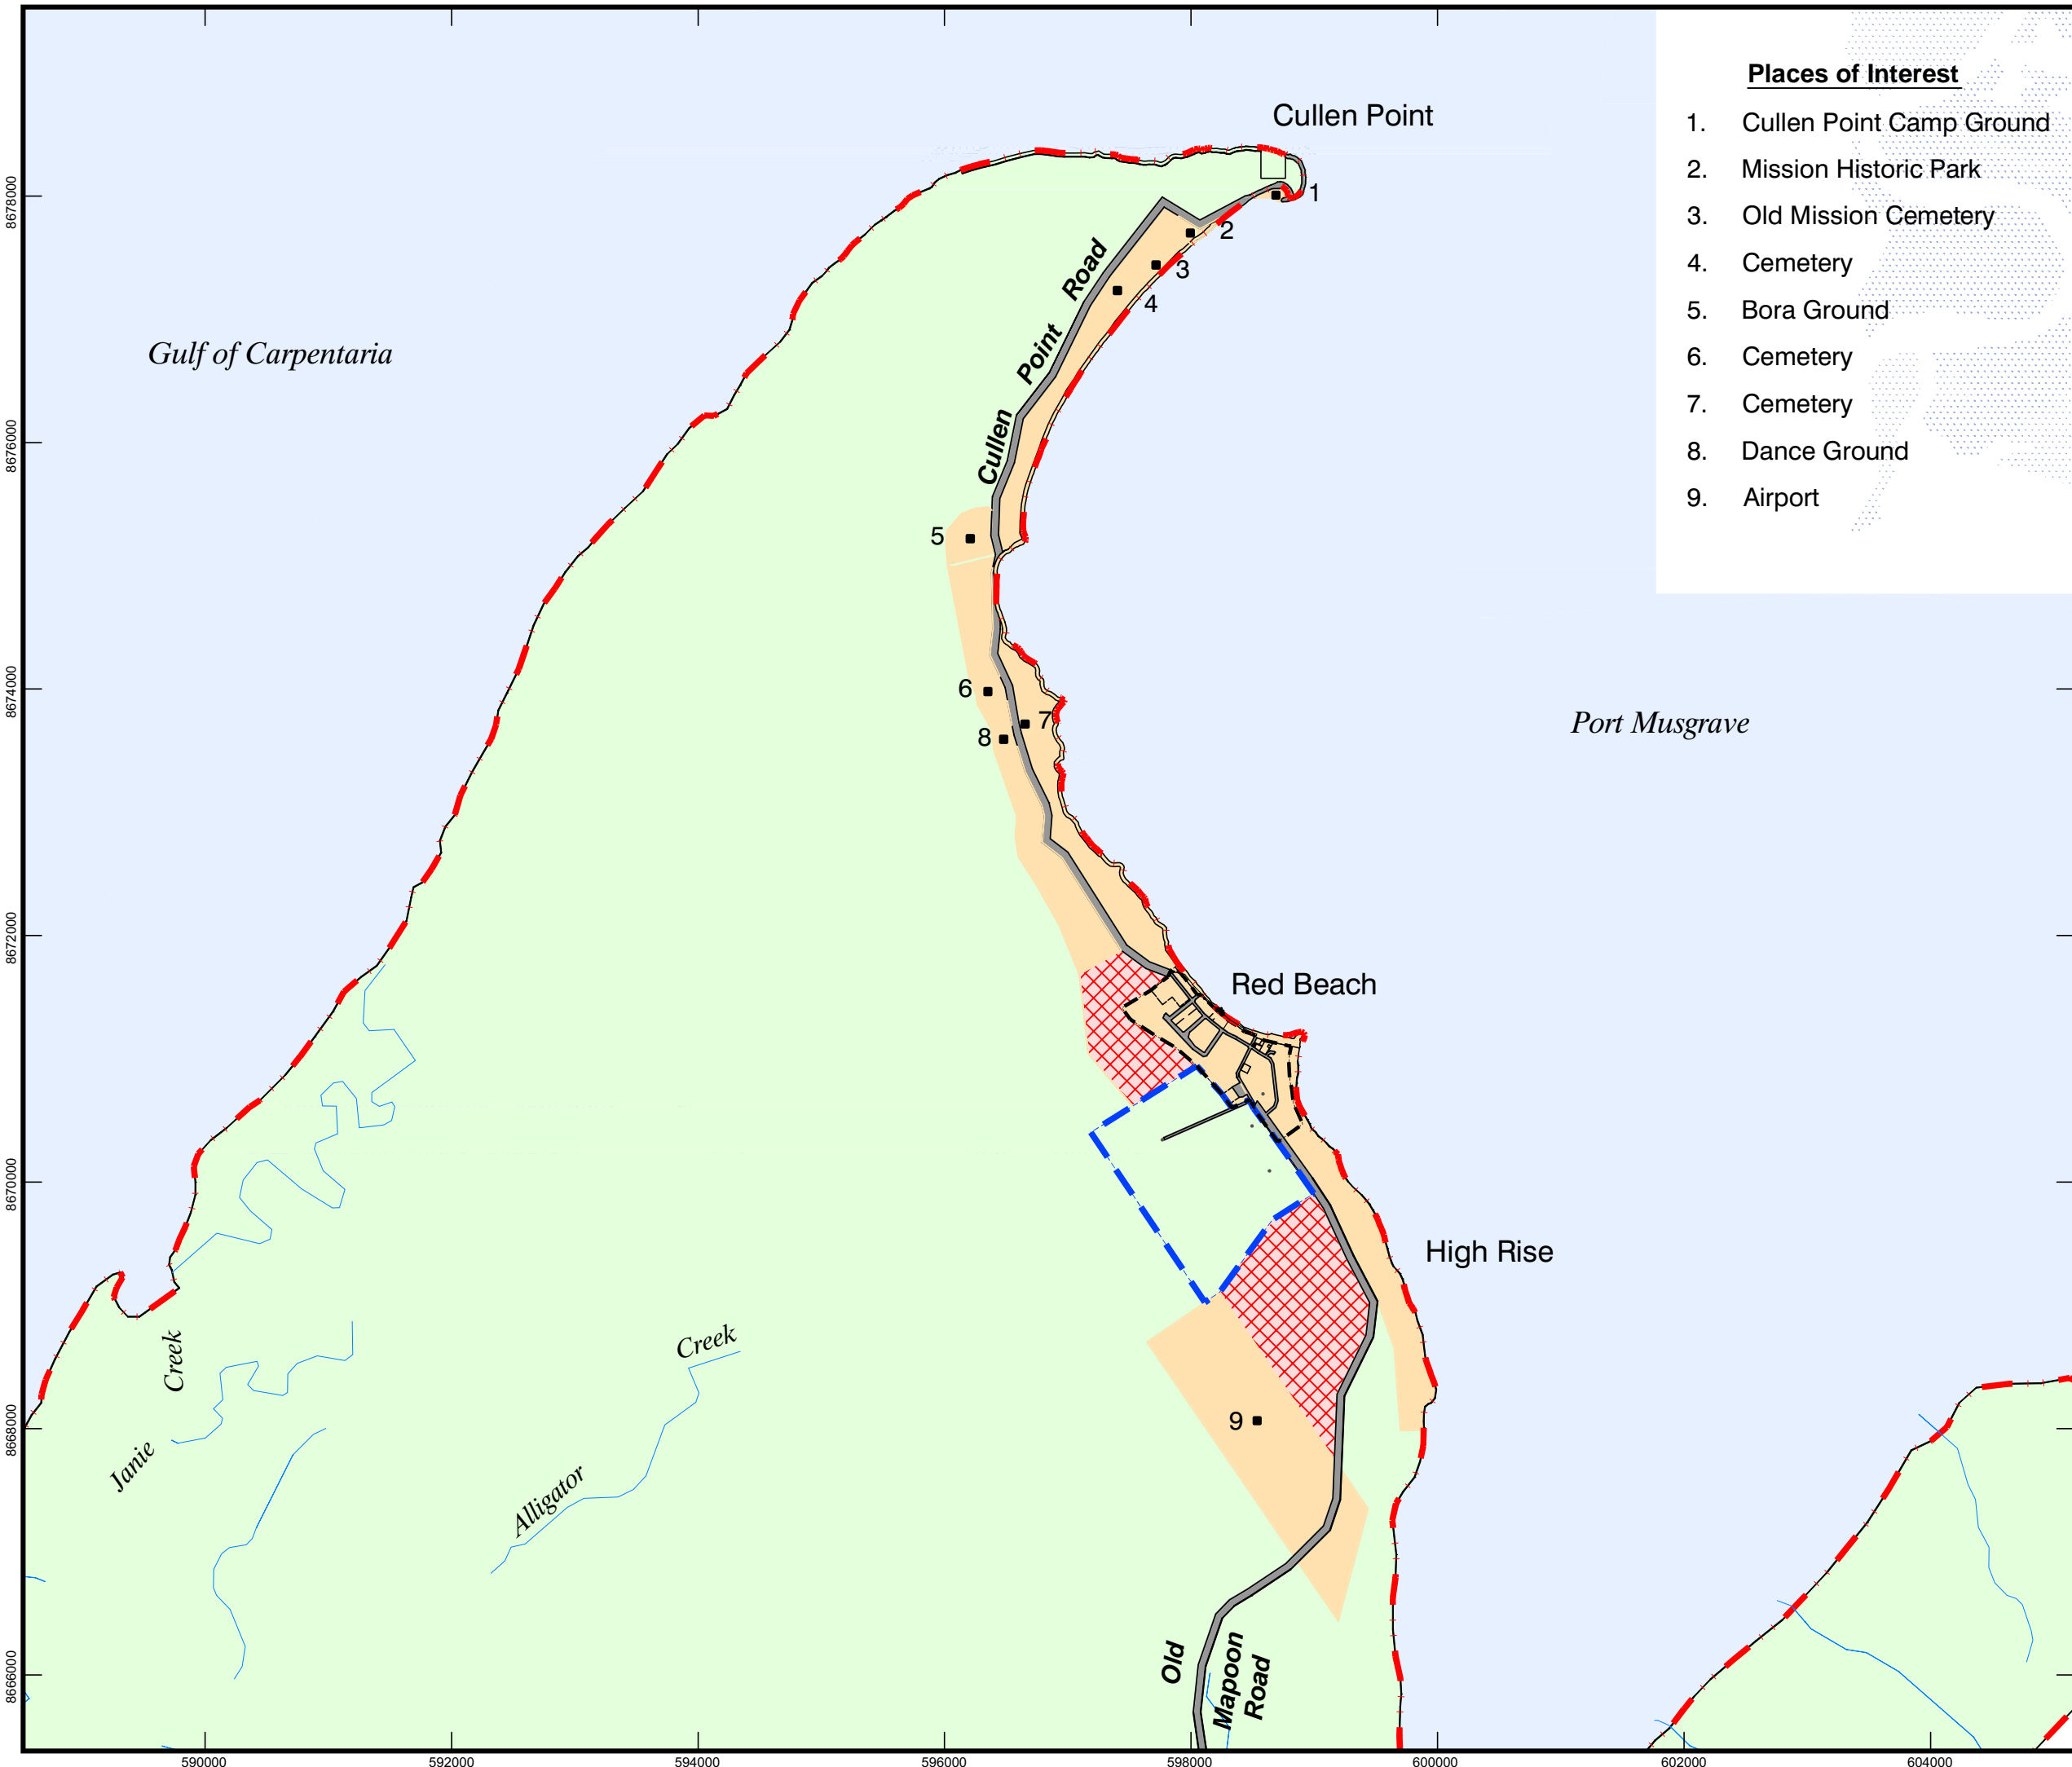 Places of Interest
1. Cullen Point Camp Ground
2. Mission Historic Park
3. Old Mission Cemetery
4. Cemetery
5. Bora Ground
6. Cemetery
7. Cemetery
8. Dance Ground
9. Airport
Cullen Point
1
2
3
4
Cullen Point Road
Gulf of Carpentaria
5
6
7
8
Port Musgrave
Red Beach
High Rise
9
Janie Creek
Alligator Creek
Old Mapoon Road
8678000
8676000
8674000
8672000
8670000
8668000
8666000
590000
592000
594000
596000
598000
600000
602000
604000